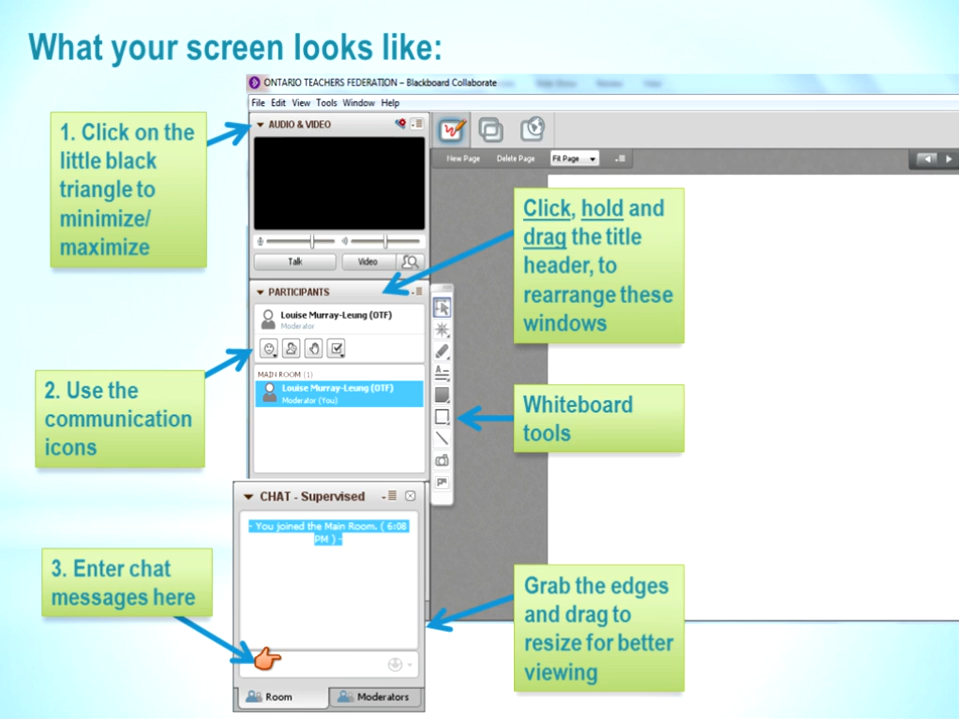 What your screen looks like:
ONTARIO TEACHERS FEDERATION – Blackboard Collaborate
File Edit View Tools Window Help
1. Click on the
little black
triangle to
minimize/
maximize
AUDIO & VIDEO
Talk
Video
New Page
Delete Page
Fit Page
Click, hold and
drag the title
header, to
rearrange these
windows
PARTICIPANTS
Louise Murray-Leung (OTF)
Moderator
MAIN ROOM (1)
Louise Murray-Leung (OTF)
Moderator (You)
2. Use the
communication
icons
Whiteboard
tools
CHAT - Supervised
- You joined the Main Room. ( 6:08
PM ) -
3. Enter chat
messages here
Grab the edges
and drag to
resize for better
viewing
Room
Moderators